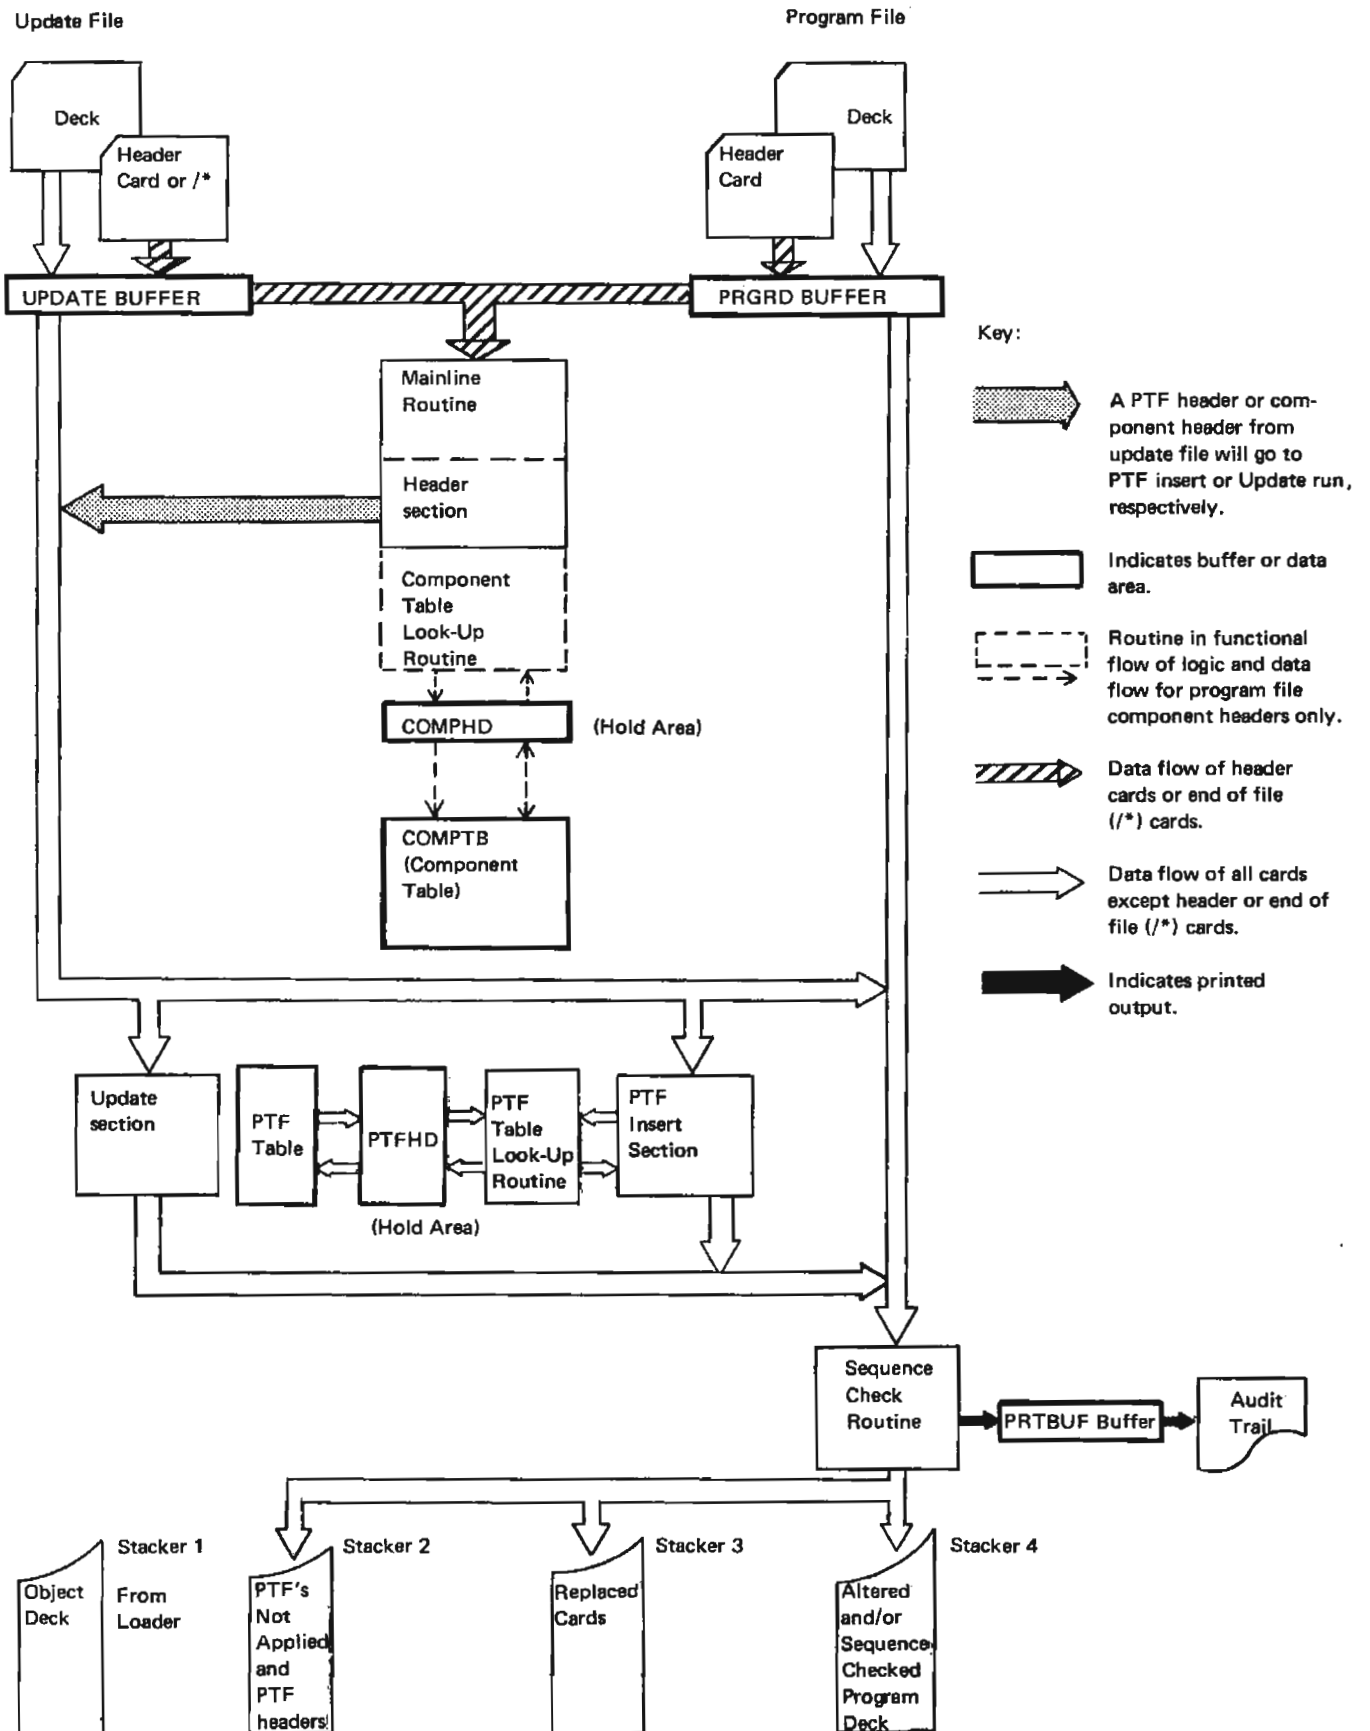 Update File
Program File
Deck
Header
Card or /*
Deck
Header
Card
UPDATE BUFFER
PRGRD BUFFER
Mainline
Routine
Header
section
Component
Table
Look-Up
Routine
COMPHD
(Hold Area)
COMPTB
(Component
Table)
Key:
A PTF header or com-
ponent header from
update file will go to
PTF insert or Update run,
respectively.
Indicates buffer or data
area.
Routine in functional
flow of logic and data
flow for program file
component headers only.
Data flow of header
cards or end of file
(/*) cards.
Data flow of all cards
except header or end of
file (/*) cards.
Indicates printed
output.
Update
section
PTF
Table
PTFHD
(Hold Area)
PTF
Table
Look-Up
Routine
PTF
Insert
Section
Sequence
Check
Routine
PRTBUF Buffer
Audit
Trail
Stacker 1
Object
Deck
From
Loader
Stacker 2
PTF's
Not
Applied
and
PTF
headers
Stacker 3
Replaced
Cards
Stacker 4
Altered
and/or
Sequence
Checked
Program
Deck